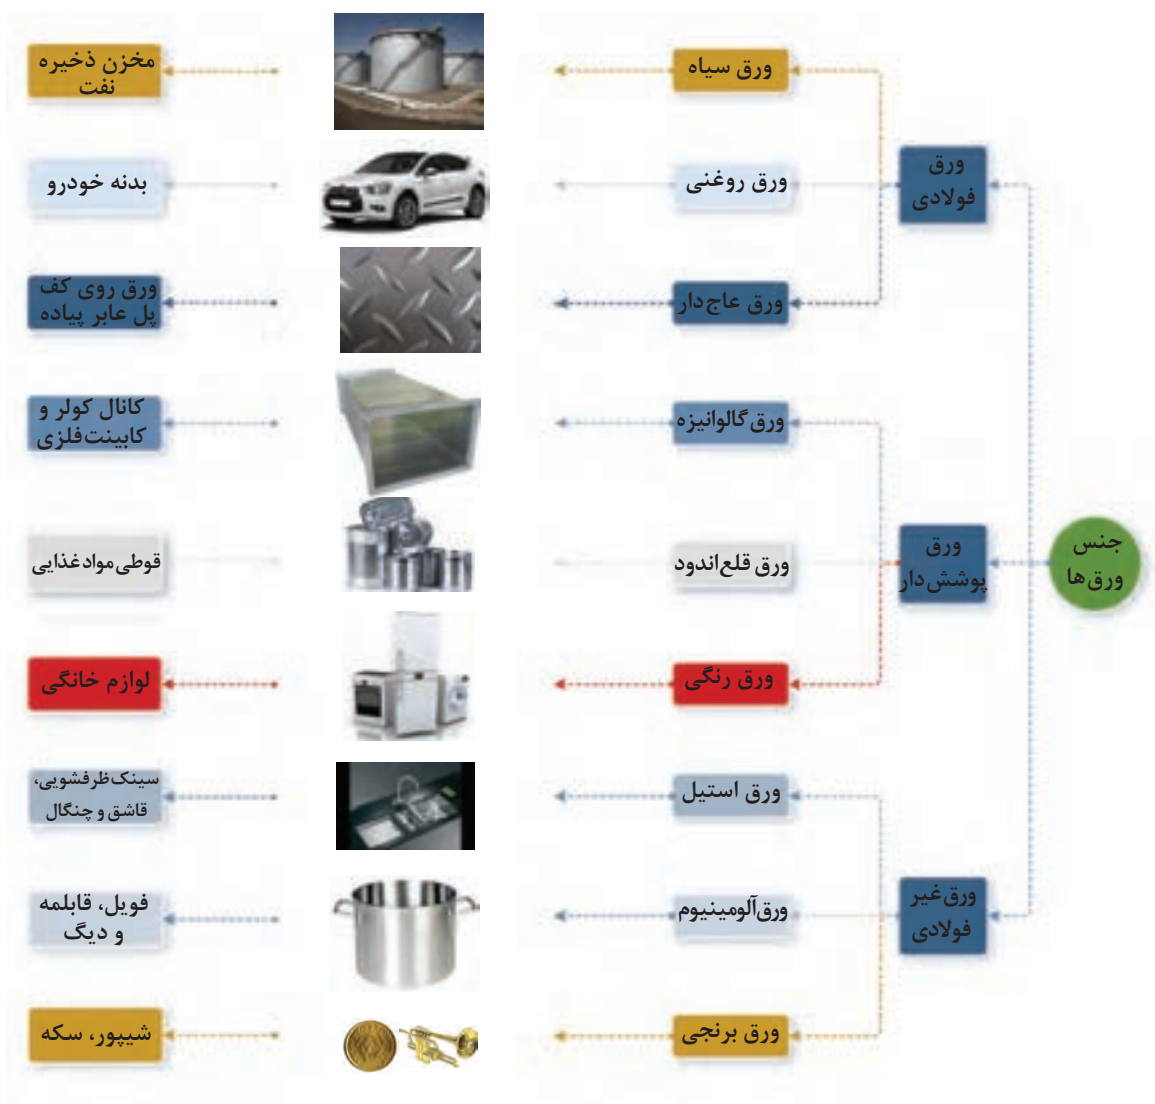 جنس
ورق‌ها
ورق
فولادی
ورق سیاه
مخزن ذخیره
نفت
ورق روغنی
بدنه خودرو
ورق عاج‌دار
ورق روی کف
پل عابر پیاده
ورق
پوشش‌دار
ورق گالوانیزه
کانال کولر و
کابینت فلزی
ورق قلع‌اندود
قوطی مواد غذایی
ورق رنگی
لوازم خانگی
ورق غیر
فولادی
ورق استیل
سینک ظرفشویی،
قاشق و چنگال
ورق آلومینیوم
فویل، قابلمه
و دیگ
ورق برنجی
شیپور، سکه